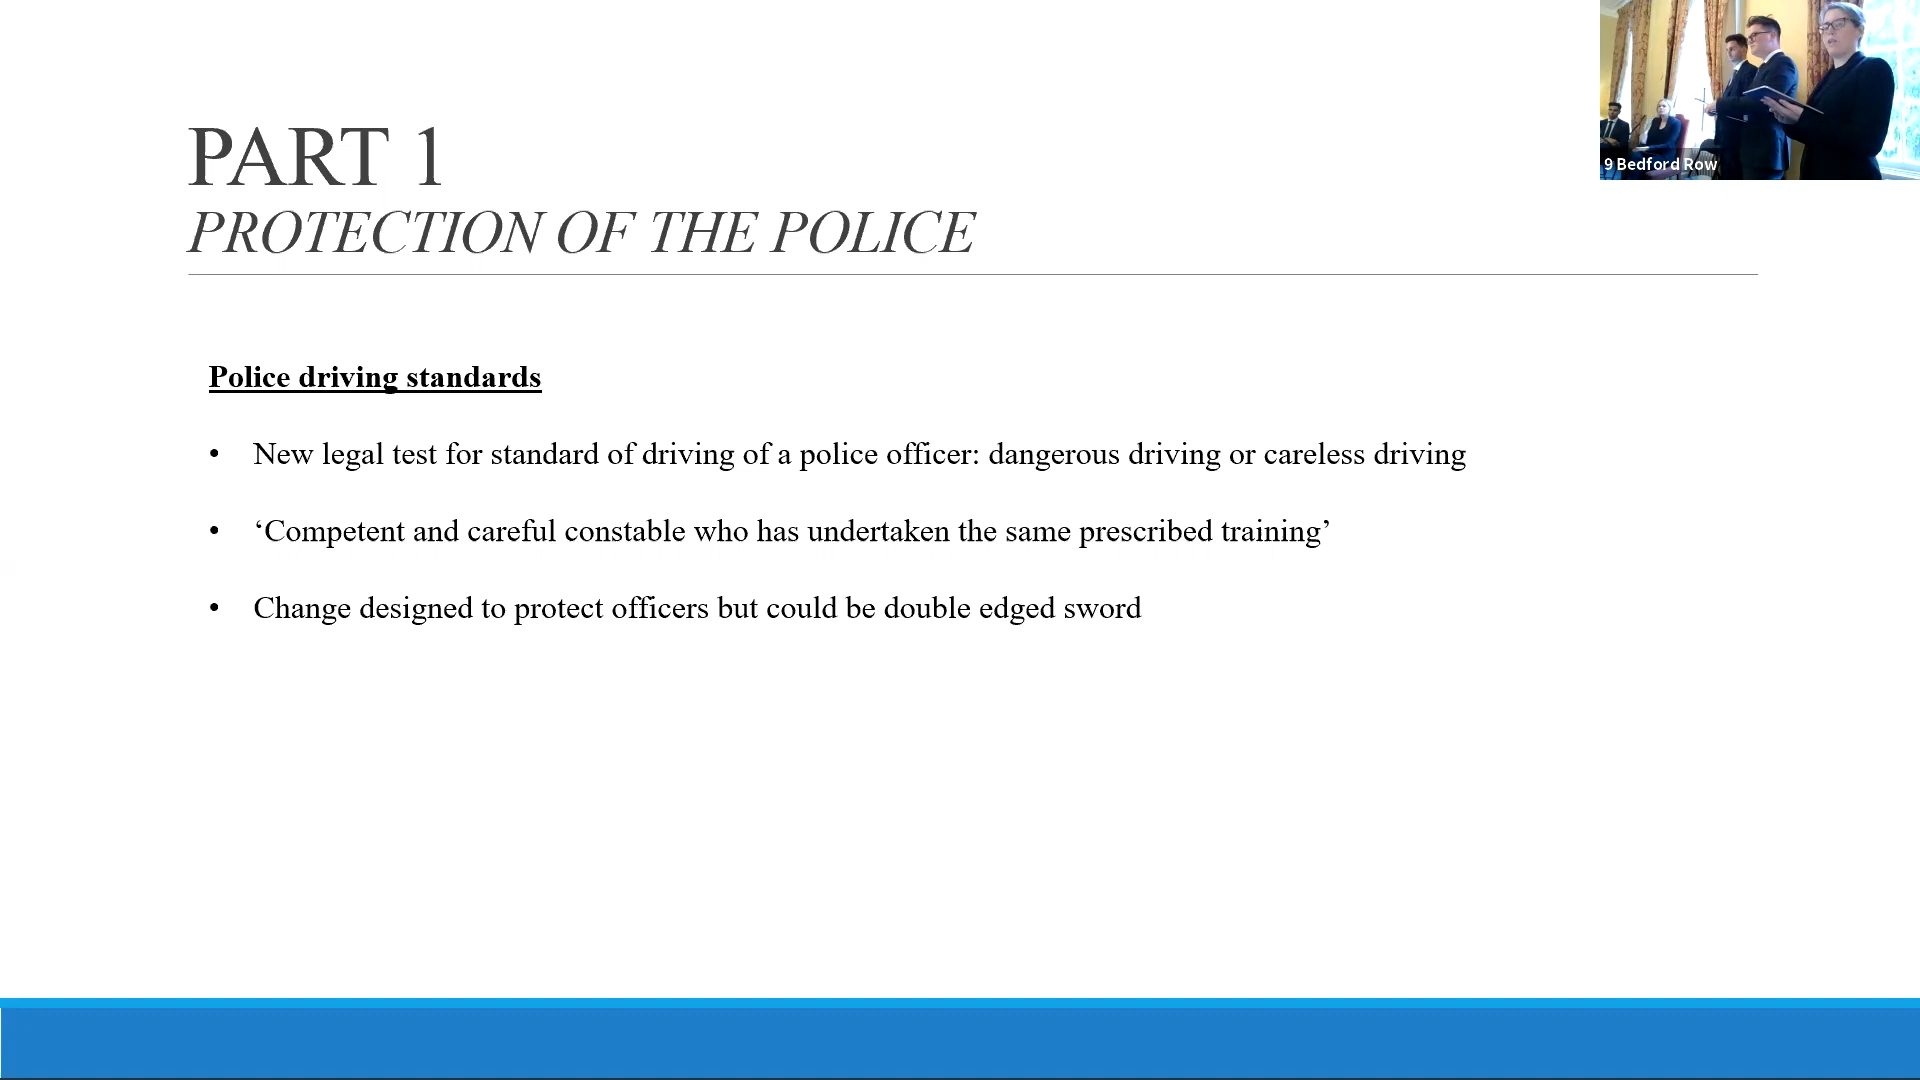 PART 1
PROTECTION OF THE POLICE
9 Bedford Row
Police driving standards
• New legal test for standard of driving of a police officer: dangerous driving or careless driving
• ‘Competent and careful constable who has undertaken the same prescribed training’
• Change designed to protect officers but could be double edged sword